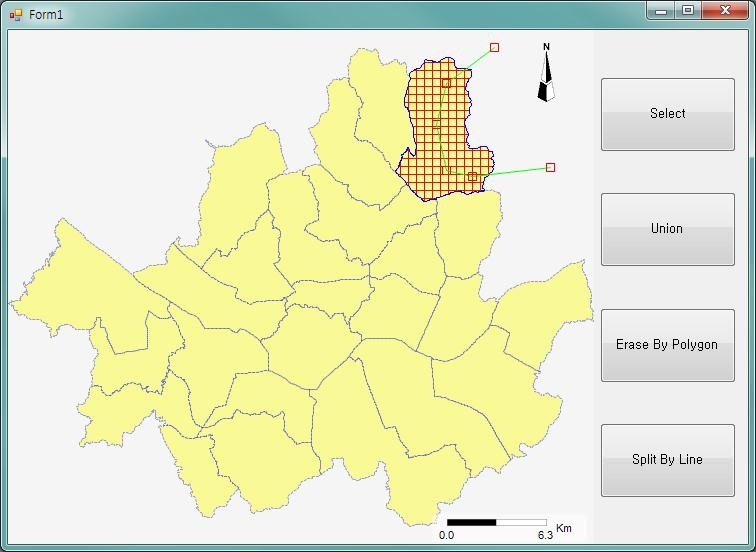 Form1
N
Select
Union
Erase By Polygon
Split By Line
0.0 6.3 Km